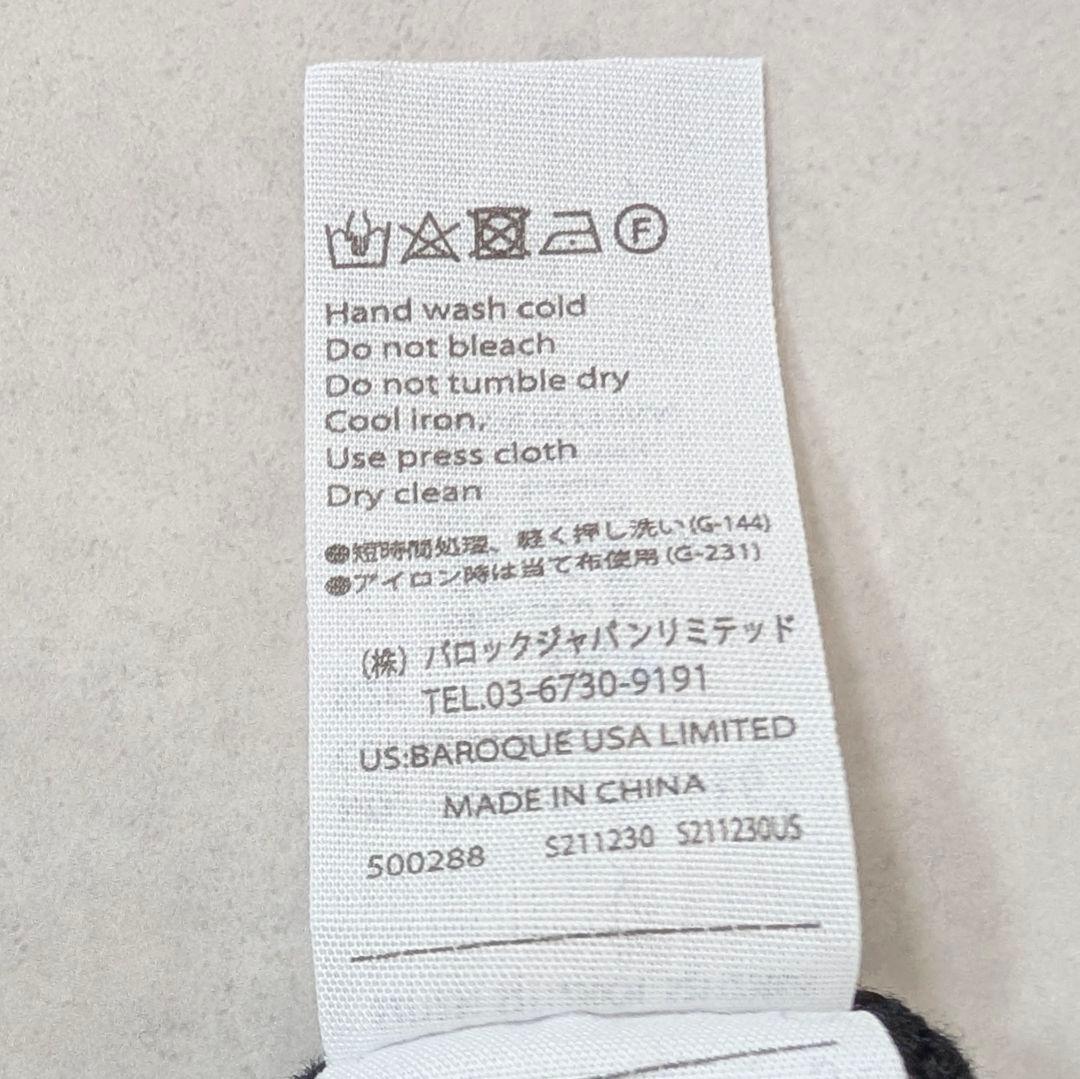 F
Hand wash cold
Do not bleach
Do not tumble dry
Cool iron,
Use press cloth
Dry clean
●短時間処理、軽く押し洗い(G-144)
●アイロン時は当て布使用(G-231)
(株) バロックジャパンリミテッド
TEL.03-6730-9191
US:BAROQUE USA LIMITED
MADE IN CHINA
500288 S211230 S211230US